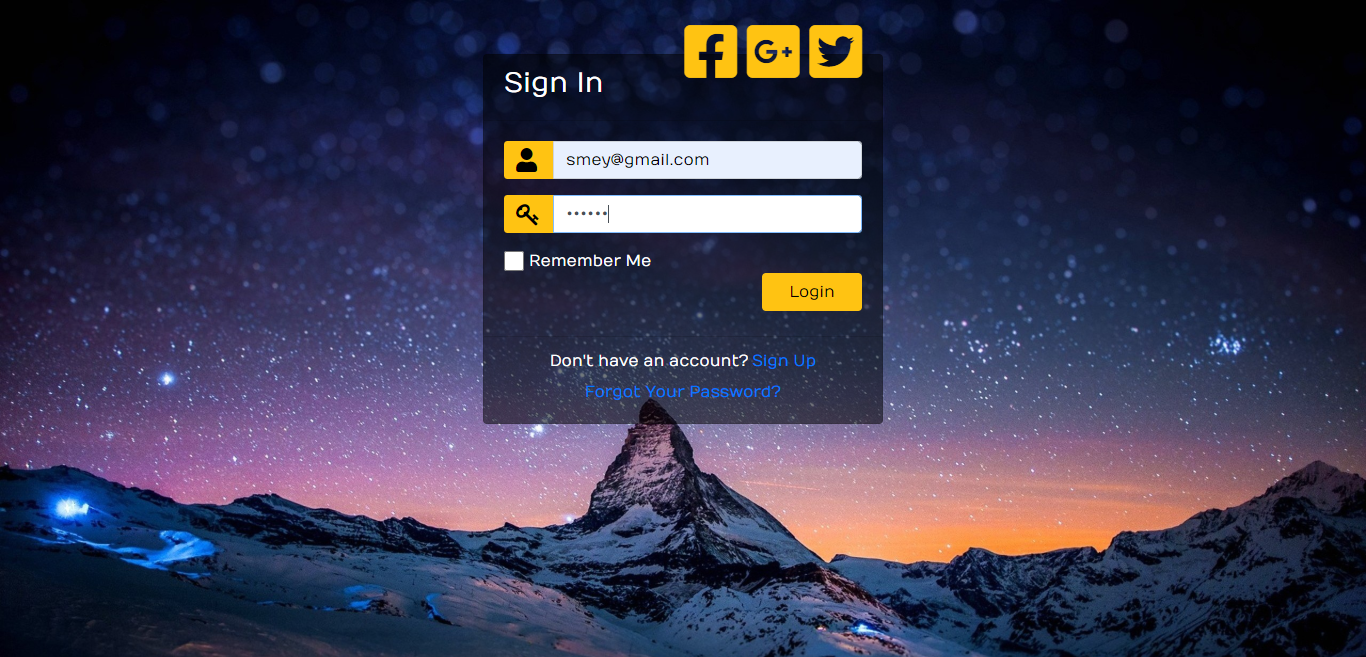 Sign In
smey@gmail.com
••••••
Remember Me
Login
Don't have an account? Sign Up
Forgot Your Password?